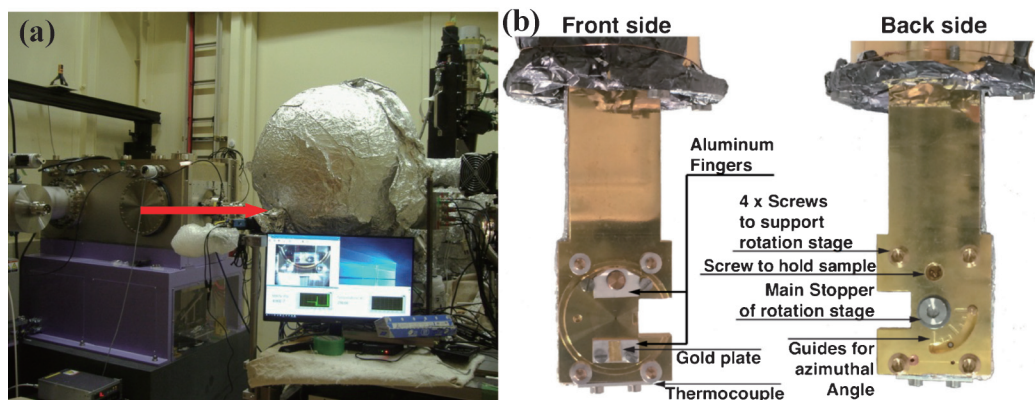 (a)
(b)
Front side
Back side
Aluminum
Fingers
4 x Screws
to support
rotation stage
Screw to hold sample
Main Stopper
of rotation stage
Gold plate
Guides for
azimuthal
Angle
Thermocouple